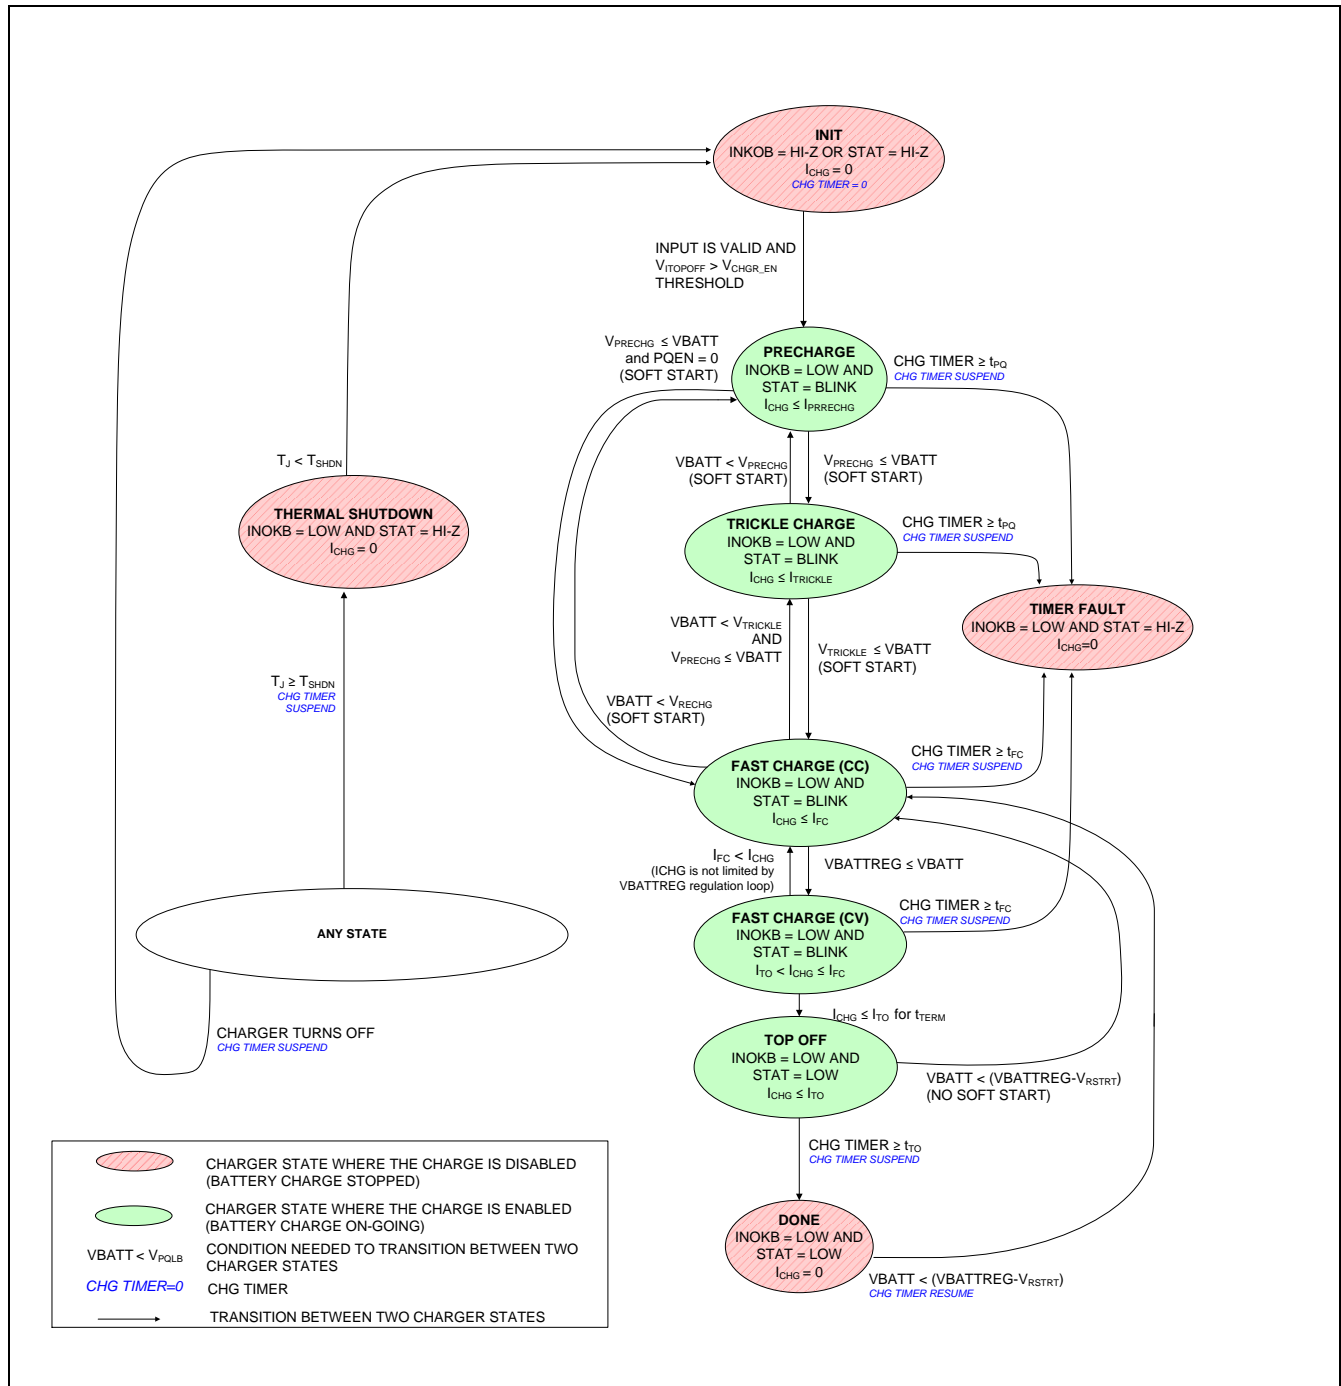 INIT
INKOB = HI-Z OR STAT = HI-Z
ICHG = 0
CHG TIMER = 0
INPUT IS VALID AND
VITOPOFF > VCHGR_EN
THRESHOLD
VPRECHG ≤ VBATT
and PQEN = 0
(SOFT START)
PRECHARGE
INOKB = LOW AND
STAT = BLINK
ICHG ≤ IPRRECHG
CHG TIMER ≥ tPQ
CHG TIMER SUSPEND
VBATT < VPRECHG
(SOFT START)
VPRECHG ≤ VBATT
(SOFT START)
TJ < TSHDN
THERMAL SHUTDOWN
INOKB = LOW AND STAT = HI-Z
ICHG = 0
TRICKLE CHARGE
INOKB = LOW AND
STAT = BLINK
ICHG ≤ ITRICKLE
CHG TIMER ≥ tPQ
CHG TIMER SUSPEND
TIMER FAULT
INOKB = LOW AND STAT = HI-Z
ICHG=0
VBATT < VTRICKLE
AND
VPRECHG ≤ VBATT
VTRICKLE ≤ VBATT
(SOFT START)
TJ ≥ TSHDN
CHG TIMER
SUSPEND
VBATT < VRECHG
(SOFT START)
FAST CHARGE (CC)
INOKB = LOW AND
STAT = BLINK
ICHG ≤ IFC
CHG TIMER ≥ tFC
CHG TIMER SUSPEND
IFC < ICHG
(ICHG is not limited by
VBATTREG regulation loop)
VBATTREG ≤ VBATT
ANY STATE
FAST CHARGE (CV)
INOKB = LOW AND
STAT = BLINK
ITO < ICHG ≤ IFC
CHG TIMER ≥ tFC
CHG TIMER SUSPEND
CHARGER TURNS OFF
CHG TIMER SUSPEND
ICHG ≤ ITO for tTERM
TOP OFF
INOKB = LOW AND
STAT = LOW
ICHG ≤ ITO
VBATT < (VBATTREG-VRSTRT)
(NO SOFT START)
CHG TIMER ≥ tTO
CHG TIMER SUSPEND
DONE
INOKB = LOW AND
STAT = LOW
ICHG = 0
VBATT < (VBATTREG-VRSTRT)
CHG TIMER RESUME
CHARGER STATE WHERE THE CHARGE IS DISABLED
(BATTERY CHARGE STOPPED)
CHARGER STATE WHERE THE CHARGE IS ENABLED
(BATTERY CHARGE ON-GOING)
VBATT < VPQLB CONDITION NEEDED TO TRANSITION BETWEEN TWO
CHARGER STATES
CHG TIMER=0 CHG TIMER
TRANSITION BETWEEN TWO CHARGER STATES